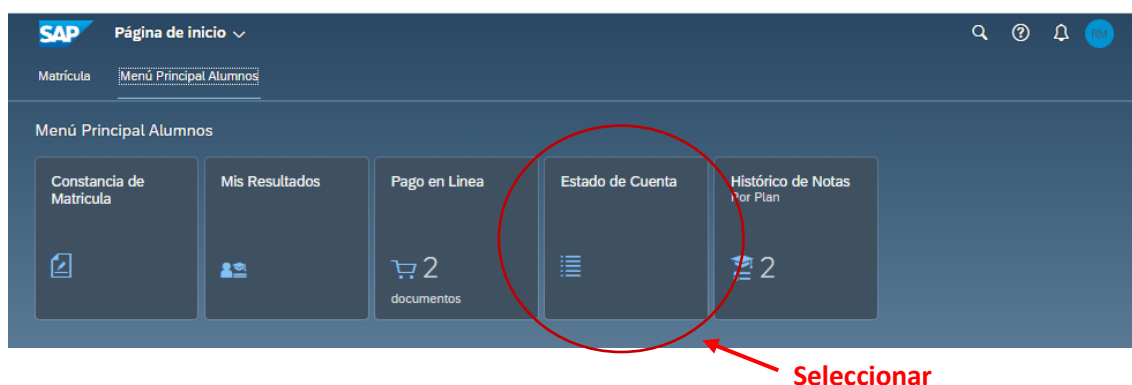 SAP Página de inicio
RM
Matrícula Menú Principal Alumnos
Menú Principal Alumnos
Constancia de
Matricula
Mis Resultados
Pago en Linea
2
documentos
Estado de Cuenta
Histórico de Notas
Por Plan
2
Seleccionar